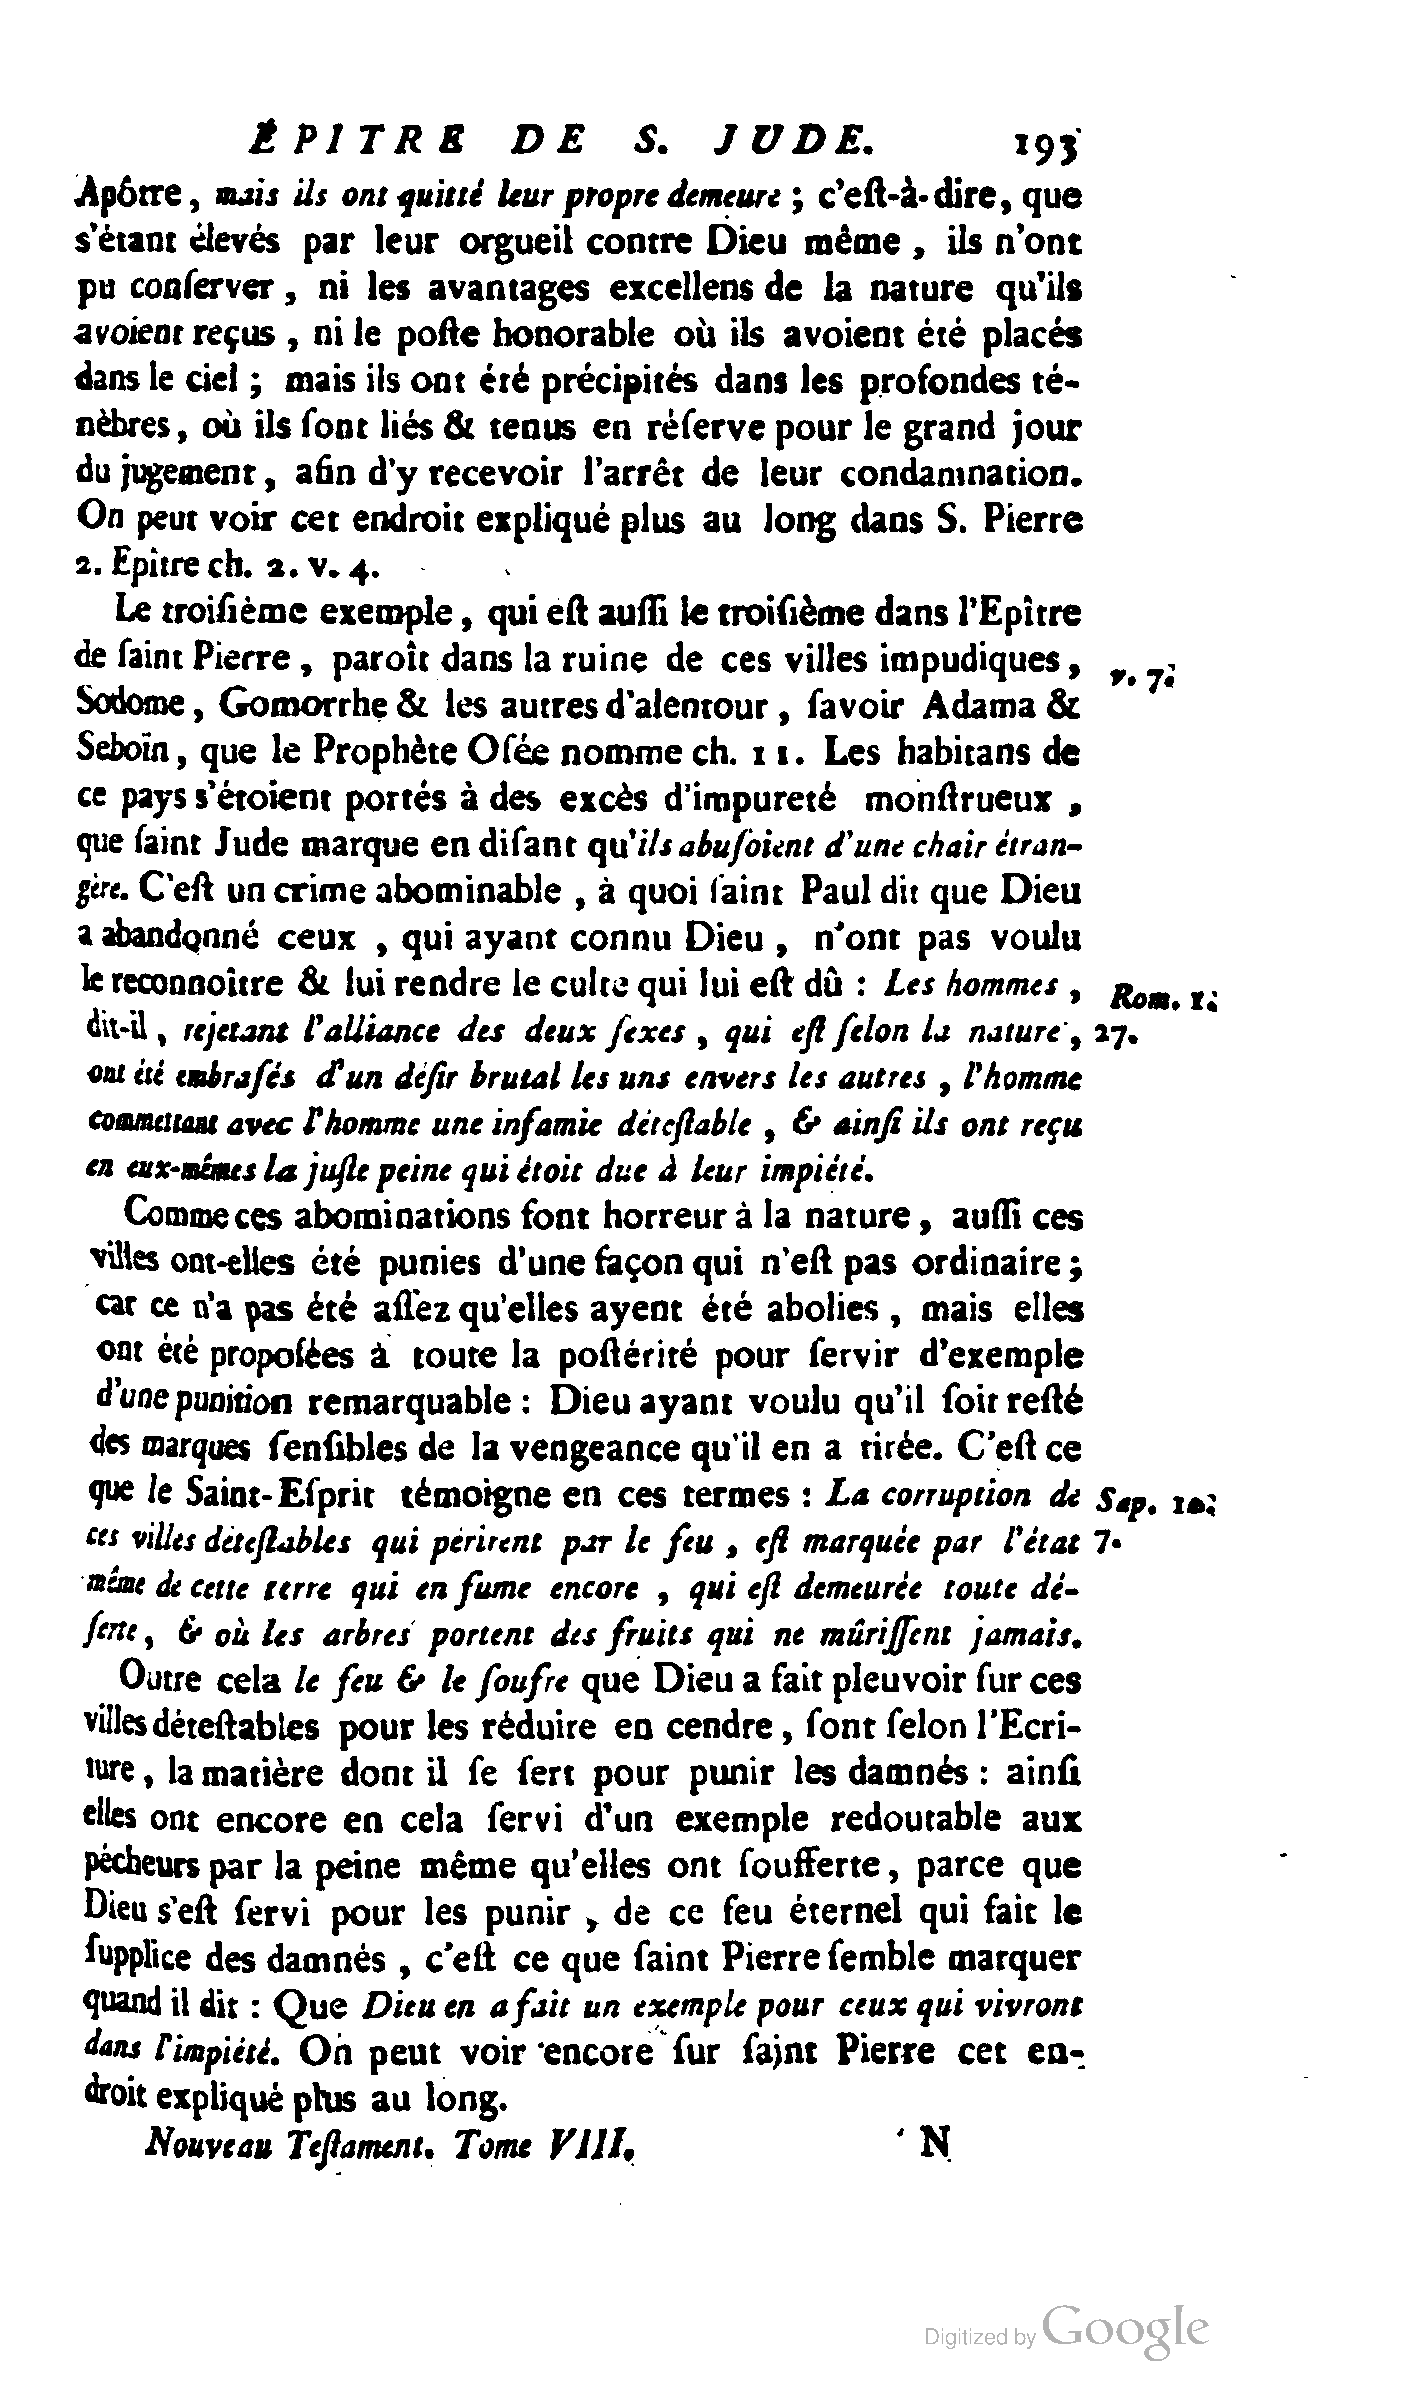 ÉPITRE DE S. JUDE. 193
Apôtre, mais ils ont quitté leur propre demeure ; c'eſt-à-dire, que
s'étant élevés par leur orgueil contre Dieu même , ils n'ont
pu conſerver , ni les avantages excellens de la nature qu'ils
avoient reçus , ni le poſte honorable où ils avoient été placés
dans le ciel ; mais ils ont été précipités dans les profondes té-
nèbres, où ils ſont liés & tenus en réſerve pour le grand jour
du jugement , afin d'y recevoir l'arrêt de leur condamnation.
On peut voir cet endroit expliqué plus au long dans S. Pierre
2. Epître ch. 2. v. 4.
Le troiſième exemple , qui eſt auſſi le troiſième dans l'Epître
de ſaint Pierre , paroît dans la ruine de ces villes impudiques , v. 7.
Sodome , Gomorrhe & les autres d'alentour , ſavoir Adama &
Seboïn , que le Prophète Oſée nomme ch. 11. Les habitans de
ce pays s'étoient portés à des excès d'impureté monſtrueux ,
que ſaint Jude marque en diſant qu'ils abuſoient d'une chair étran-
gère. C'eſt un crime abominable , à quoi ſaint Paul dit que Dieu
a abandonné ceux , qui ayant connu Dieu , n'ont pas voulu
le reconnoître & lui rendre le culte qui lui eſt dû : Les hommes , Rom. 1.
dit-il , rejetant l'alliance des deux ſexes , qui eſt ſelon la nature , 27.
ont été embraſés d'un déſir brutal les uns envers les autres , l'homme
commettant avec l'homme une infamie déteſtable , & ainſi ils ont reçu
en eux-mêmes la juſte peine qui étoit due à leur impiété.
Comme ces abominations font horreur à la nature , auſſi ces
villes ont-elles été punies d'une façon qui n'eſt pas ordinaire ;
car ce n'a pas été aſſez qu'elles ayent été abolies , mais elles
ont été propoſées à toute la poſtérité pour ſervir d'exemple
d'une punition remarquable : Dieu ayant voulu qu'il ſoit reſté
des marques ſenſibles de la vengeance qu'il en a tirée. C'eſt ce
que le Saint-Eſprit témoigne en ces termes : La corruption de Sap. 10.
ces villes déteſtables qui périrent par le feu , eſt marquée par l'état 7.
même de cette terre qui en fume encore , qui eſt demeurée toute dé-
ſerte , & où les arbres portent des fruits qui ne mûriſſent jamais.
Outre cela le feu & le ſoufre que Dieu a fait pleuvoir ſur ces
villes déteſtables pour les réduire en cendre , ſont ſelon l'Ecri-
ture , la matière dont il ſe ſert pour punir les damnés : ainſi
elles ont encore en cela ſervi d'un exemple redoutable aux
pécheurs par la peine même qu'elles ont ſoufferte , parce que
Dieu s'eſt ſervi pour les punir , de ce feu éternel qui fait le
ſupplice des damnés , c'eſt ce que ſaint Pierre ſemble marquer
quand il dit : Que Dieu en a fait un exemple pour ceux qui vivront
dans l'impiété. On peut voir encore ſur ſaint Pierre cet en-
droit expliqué plus au long.
Nouveau Teſtament. Tome VIII. N
Digitized by Google